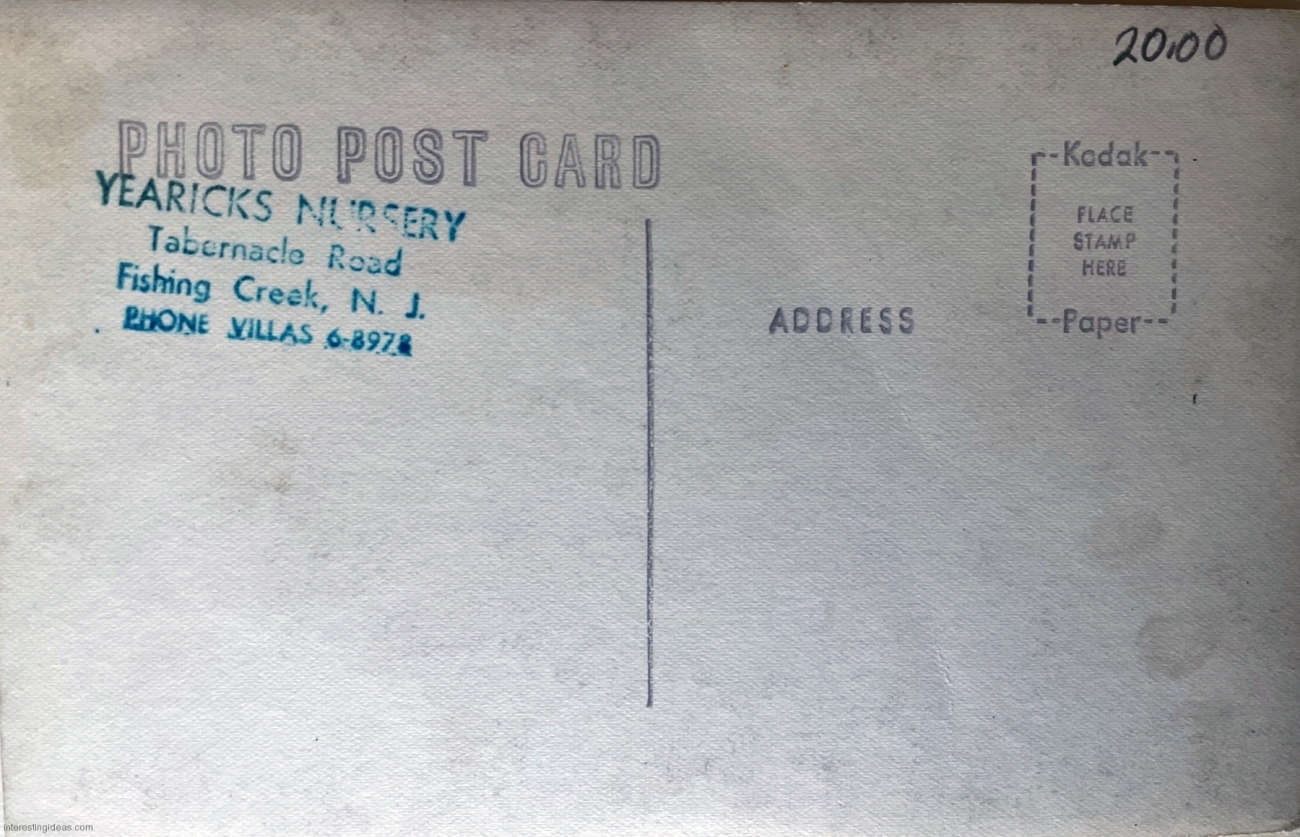 20.00
PHOTO POST CARD
YEARICKS NURSERY
Tabernacle Road
Fishing Creek, N. J.
PHONE VILLAS 6-8978
ADDRESS
Kodak
PLACE
STAMP
HERE
Paper
interestingideas.com